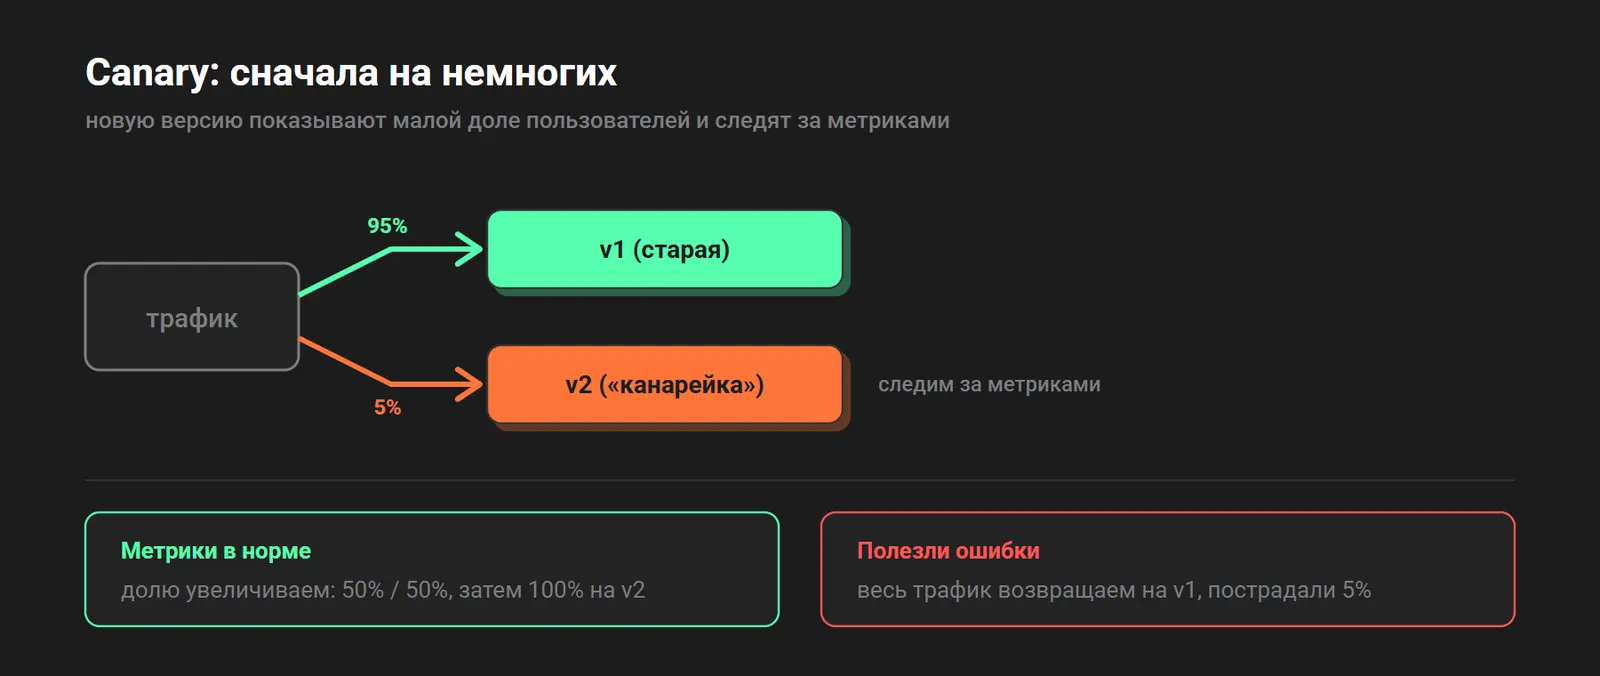 Canary: сначала на немногих
новую версию показывают малой доле пользователей и следят за метриками
95%
v1 (старая)
трафик
v2 («канарейка»)
следим за метриками
5%
Метрики в норме
долю увеличиваем: 50% / 50%, затем 100% на v2
Полезли ошибки
весь трафик возвращаем на v1, пострадали 5%